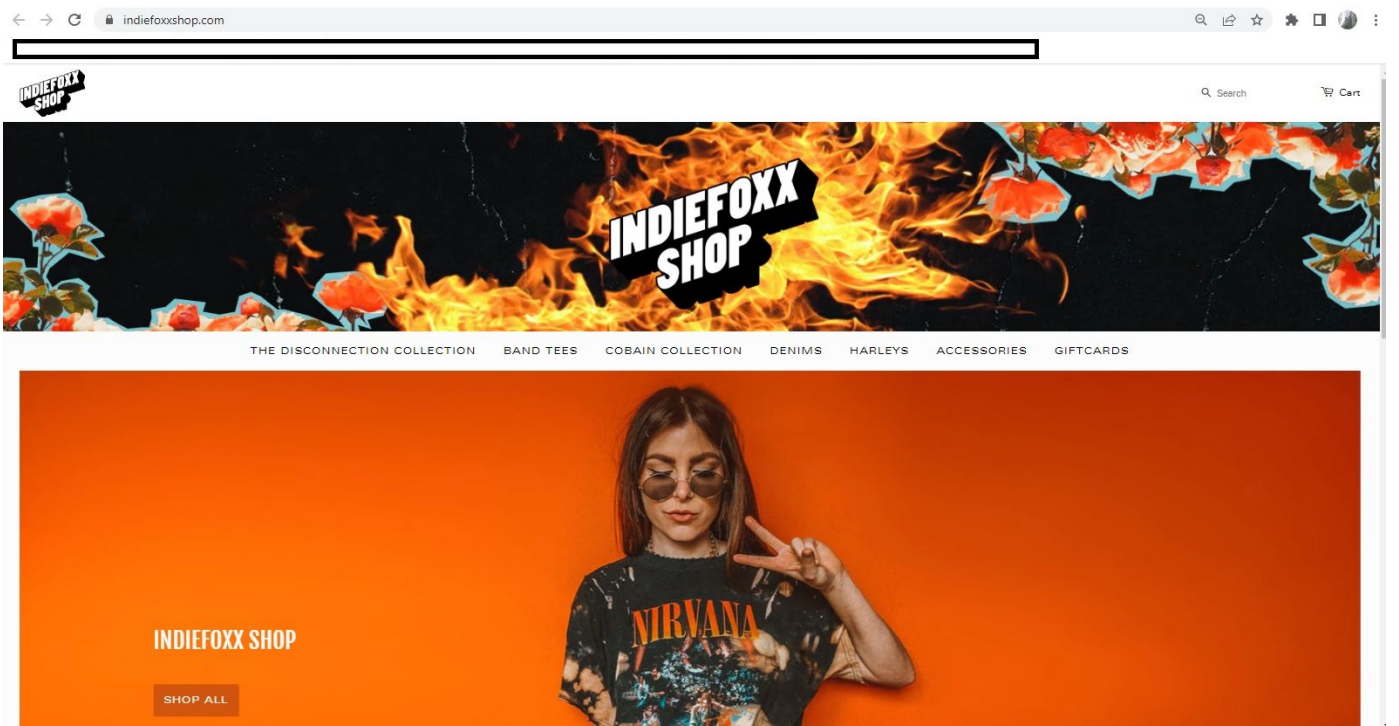 indiefoxxshop.com
INDIEFOXX
SHOP
Search
Cart
INDIEFOXX
SHOP
THE DISCONNECTION COLLECTION BAND TEES COBAIN COLLECTION DENIMS HARLEYS ACCESSORIES GIFTCARDS
NIRVANA
INDIEFOXX SHOP
SHOP ALL